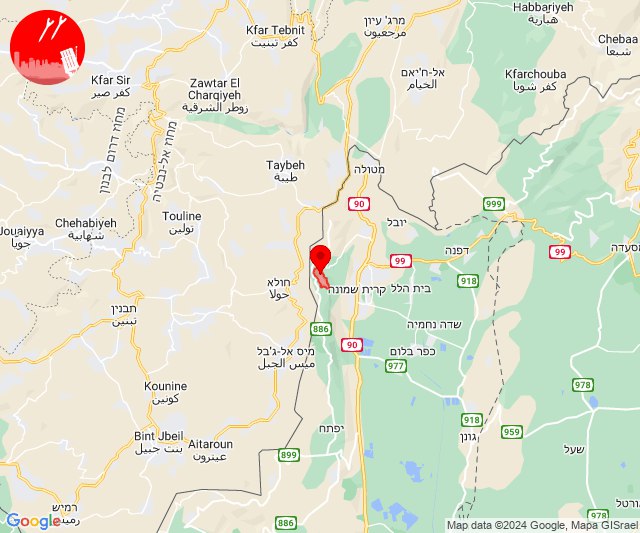 Habbariyeh
هبارية
Kfar Tebnit
كفر تبنيت
מרג' עיון
مرجعيون
Chebaa
شبعا
Kfar Sir
كفر صير
Zawtar El
Charqiyeh
زوطر الشرقية
אל-ח'יאם
الخيام
Kfarchouba
كفر شوبا
מחוז דרום לבנון
מחוז אל-נבטיה
Taybeh
طيبة
מטולה
90
999
Jouaiyya
جويا
Chehabiyeh
شهابية
Touline
تولين
יובל
דפנה
99
99
מסעדה
918
חולא
حولا
קרית שמונה
בית הלל
תבנין
تبنين
886
שדה נחמיה
מיס אל-ג'בל
ميس الجبل
90
כפר בלום
977
978
Kounine
كونين
918
959
Bint Jbeil
بنت جبيل
Aitaroun
عيترون
יפתח
גונן
שעל
899
רמיש
رميش
886
978
ורטל
Google
Map data ©2024 Google, Mapa GISrael